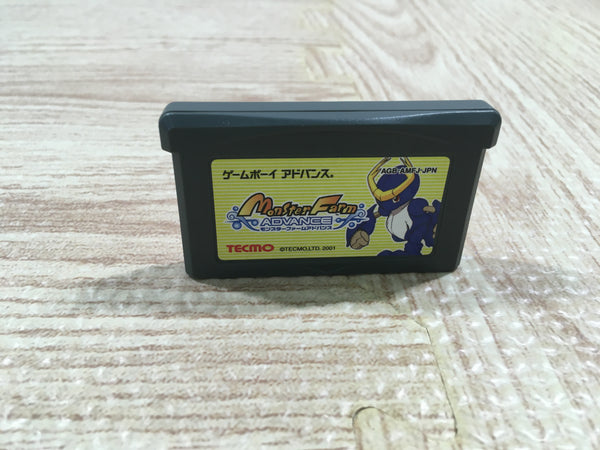 ゲームボーイ アドバンス®
AGB-AMFJ-JPN
Monster Farm
ADVANCE
モンスターファームアドバンス
TECMO ©TECMO,LTD. 2001